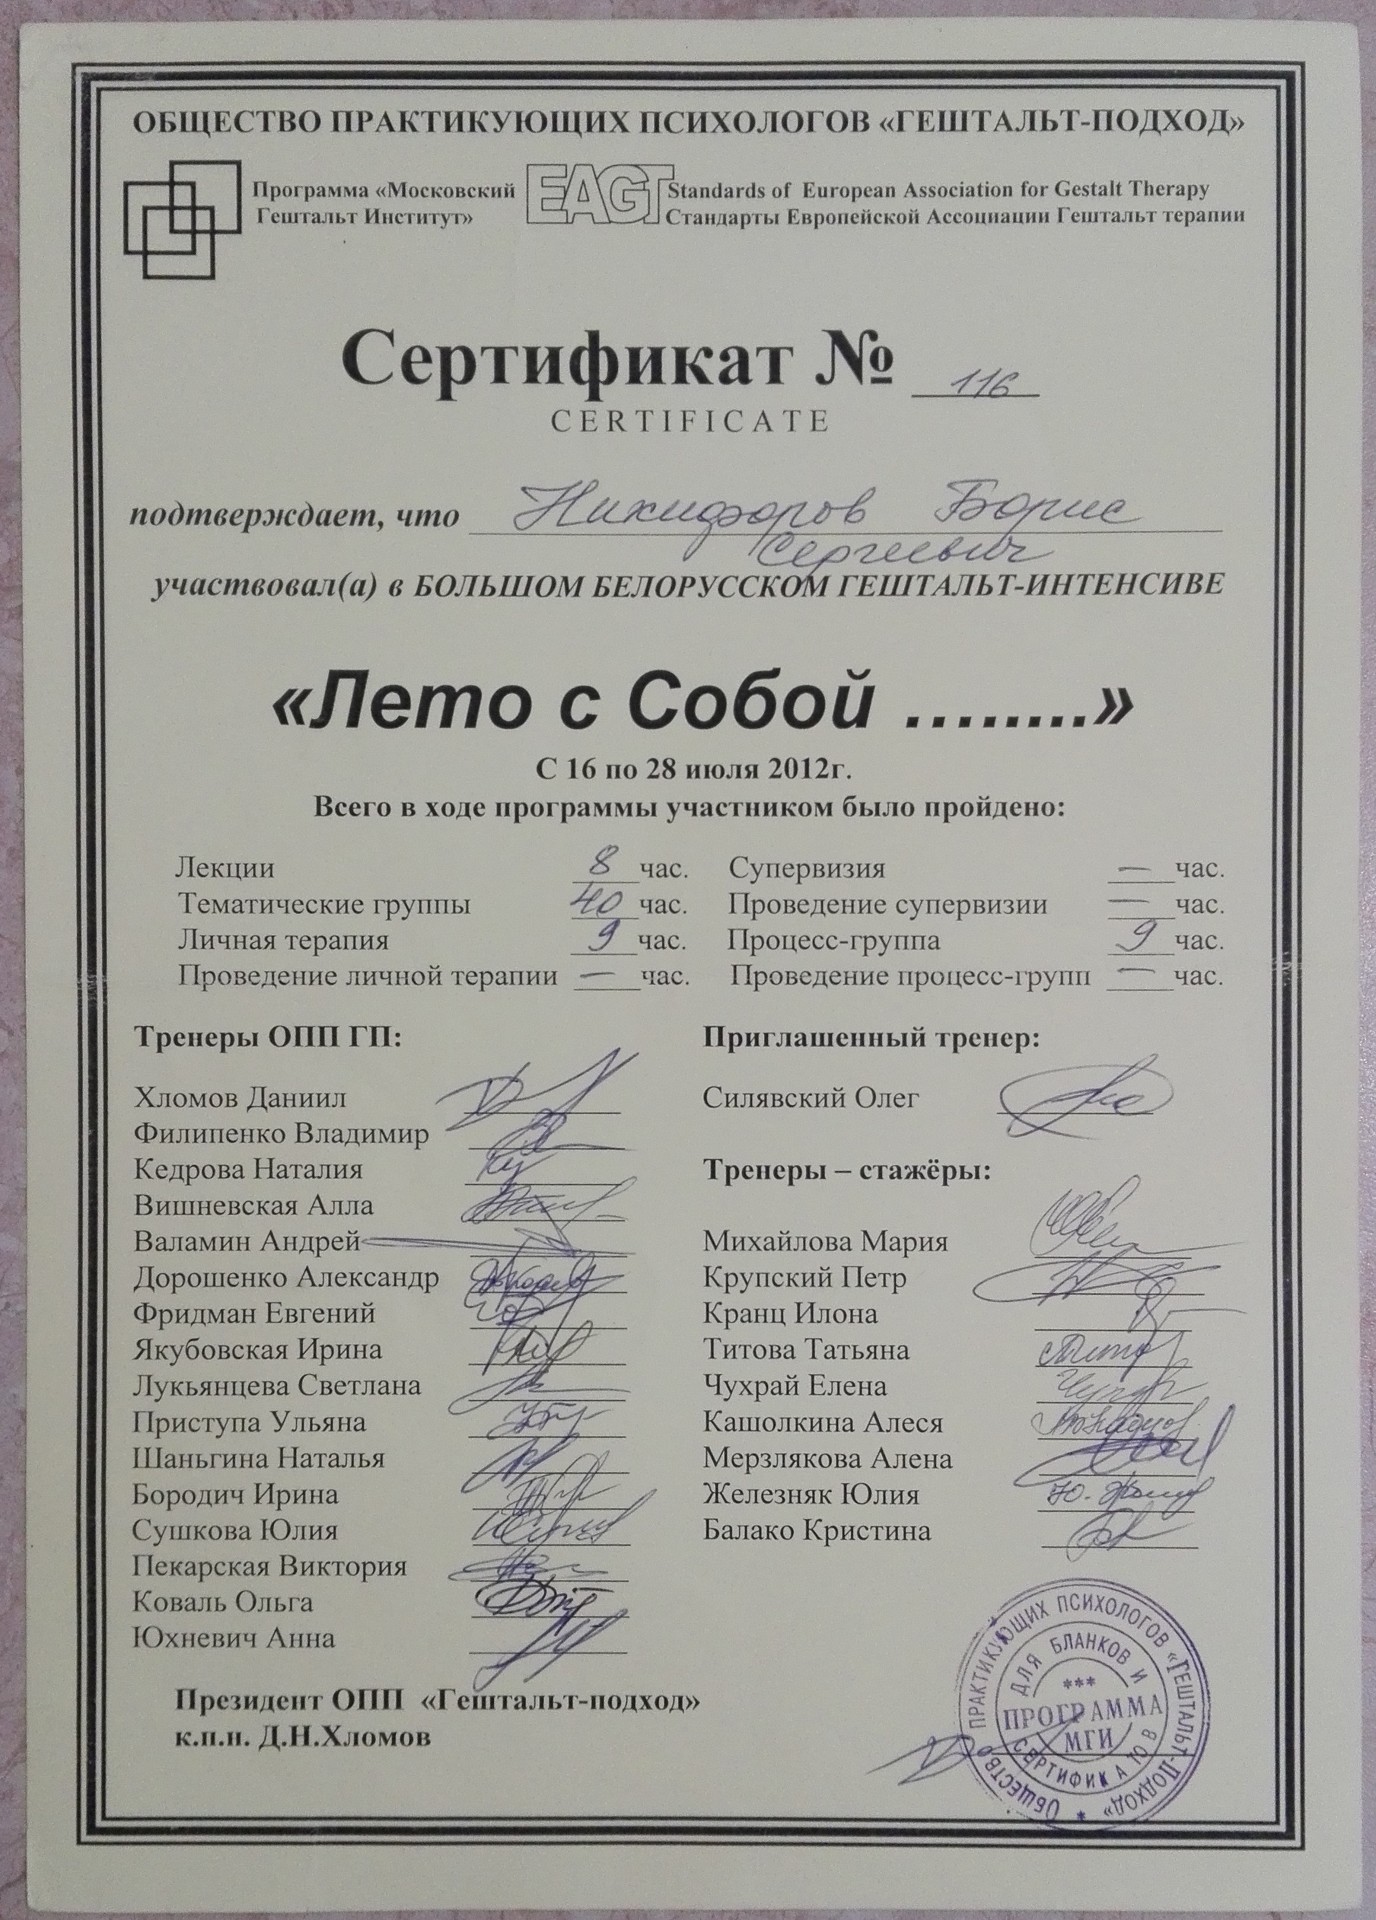 ОБЩЕСТВО ПРАКТИКУЮЩИХ ПСИХОЛОГОВ «ГЕШТАЛЬТ-ПОДХОД»
Программа «Московский
Гештальт Институт»
EAGT
Standards of European Association for Gestalt Therapy
Стандарты Европейской Ассоциации Гештальт терапии
Сертификат № 116
CERTIFICATE
подтверждает, что Никифоров Борис
Сергеевич
участвовал(а) в БОЛЬШОМ БЕЛОРУССКОМ ГЕШТАЛЬТ-ИНТЕНСИВЕ
«Лето с Собой ….....»
С 16 по 28 июля 2012г.
Всего в ходе программы участником было пройдено:
Лекции 8 час. Супервизия — час.
Тематические группы 40 час. Проведение супервизии — час.
Личная терапия 9 час. Процесс-группа 9 час.
Проведение личной терапии — час. Проведение процесс-групп — час.
Тренеры ОПП ГП:
Хломов Даниил
Филипенко Владимир
Кедрова Наталия
Вишневская Алла
Валамин Андрей
Дорошенко Александр
Фридман Евгений
Якубовская Ирина
Лукьянцева Светлана
Приступа Ульяна
Шаньгина Наталья
Бородич Ирина
Сушкова Юлия
Пекарская Виктория
Коваль Ольга
Юхневич Анна
Приглашенный тренер:
Силявский Олег
Тренеры – стажёры:
Михайлова Мария
Крупский Петр
Кранц Илона
Титова Татьяна
Чухрай Елена
Кашолкина Алеся
Мерзлякова Алена
Железняк Юлия
Балако Кристина
Президент ОПП «Гештальт-подход»
к.п.н. Д.Н.Хломов
ОБЩЕСТВО ПРАКТИКУЮЩИХ ПСИХОЛОГОВ «ГЕШТАЛЬТ-ПОДХОД» *
ДЛЯ БЛАНКОВ И СЕРТИФИКАТОВ
***
ПРОГРАММА
МГИ